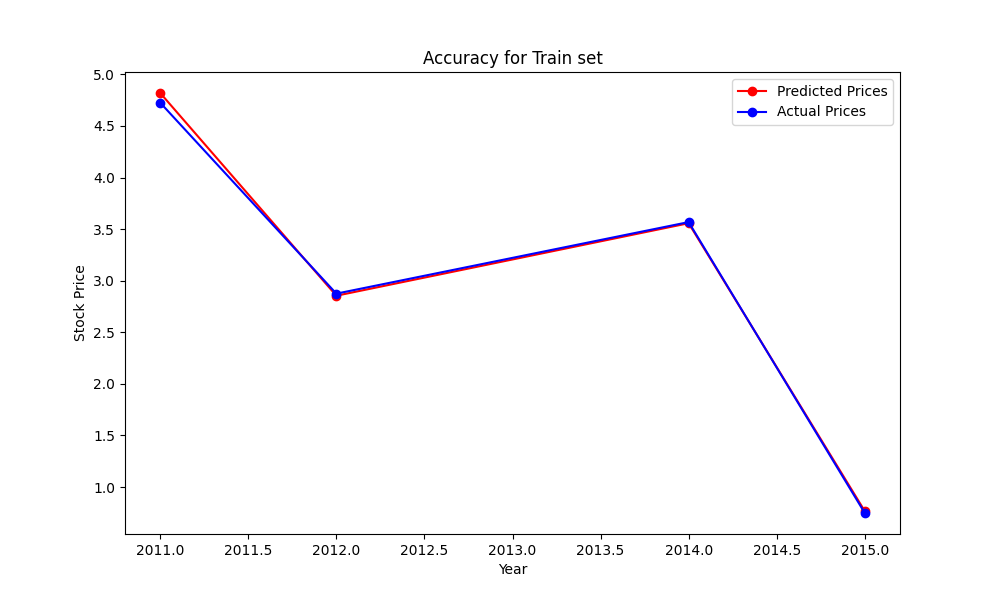 Accuracy for Train set
Predicted Prices
Actual Prices
Stock Price
5.0
4.5
4.0
3.5
3.0
2.5
2.0
1.5
1.0
2011.0 2011.5 2012.0 2012.5 2013.0 2013.5 2014.0 2014.5 2015.0
Year